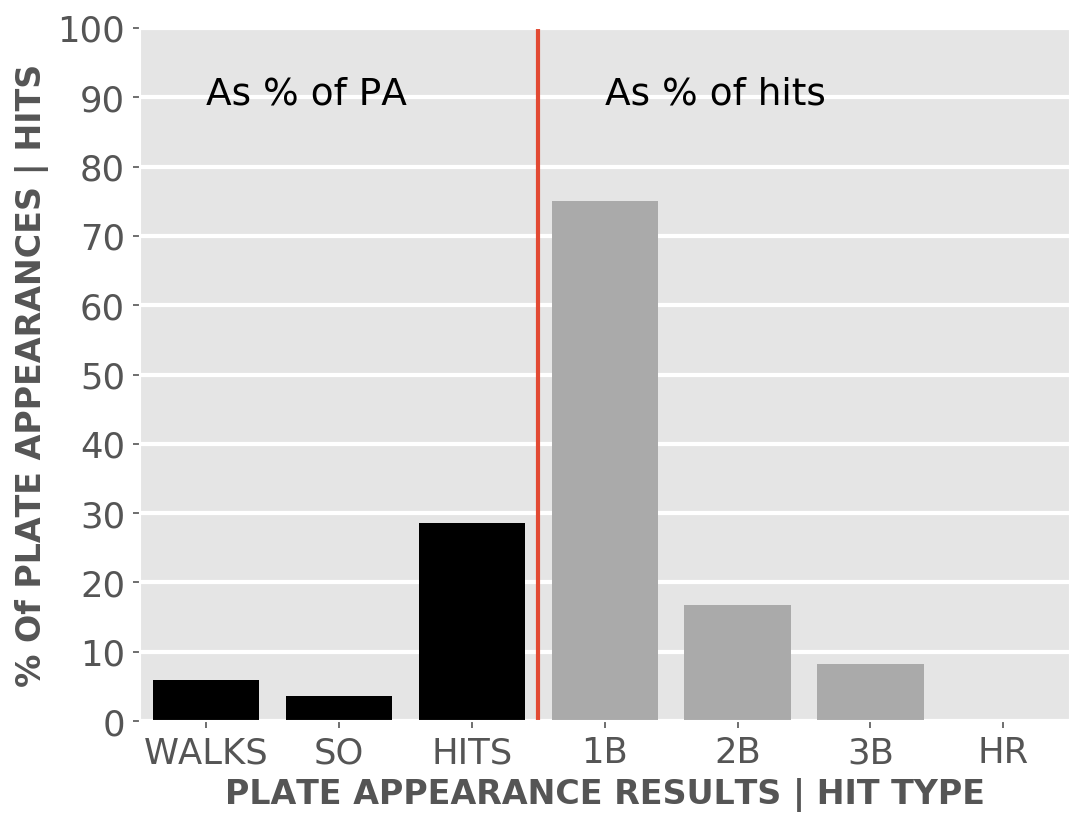 100
90
80
70
60
50
40
30
20
10
0
% Of PLATE APPEARANCES | HITS
As % of PA
As % of hits
WALKS SO HITS 1B 2B 3B HR
PLATE APPEARANCE RESULTS | HIT TYPE